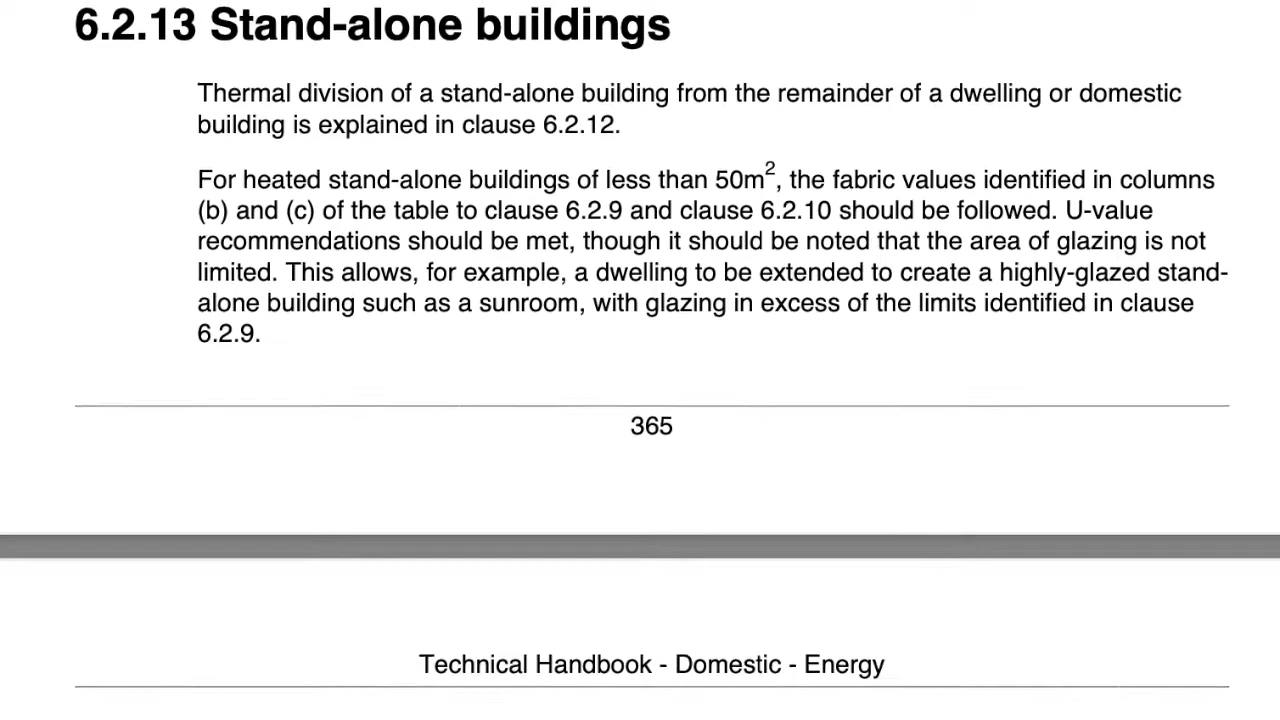 6.2.13 Stand-alone buildings
Thermal division of a stand-alone building from the remainder of a dwelling or domestic
building is explained in clause 6.2.12.
For heated stand-alone buildings of less than 50m², the fabric values identified in columns
(b) and (c) of the table to clause 6.2.9 and clause 6.2.10 should be followed. U-value
recommendations should be met, though it should be noted that the area of glazing is not
limited. This allows, for example, a dwelling to be extended to create a highly-glazed stand-
alone building such as a sunroom, with glazing in excess of the limits identified in clause
6.2.9.
365
Technical Handbook - Domestic - Energy